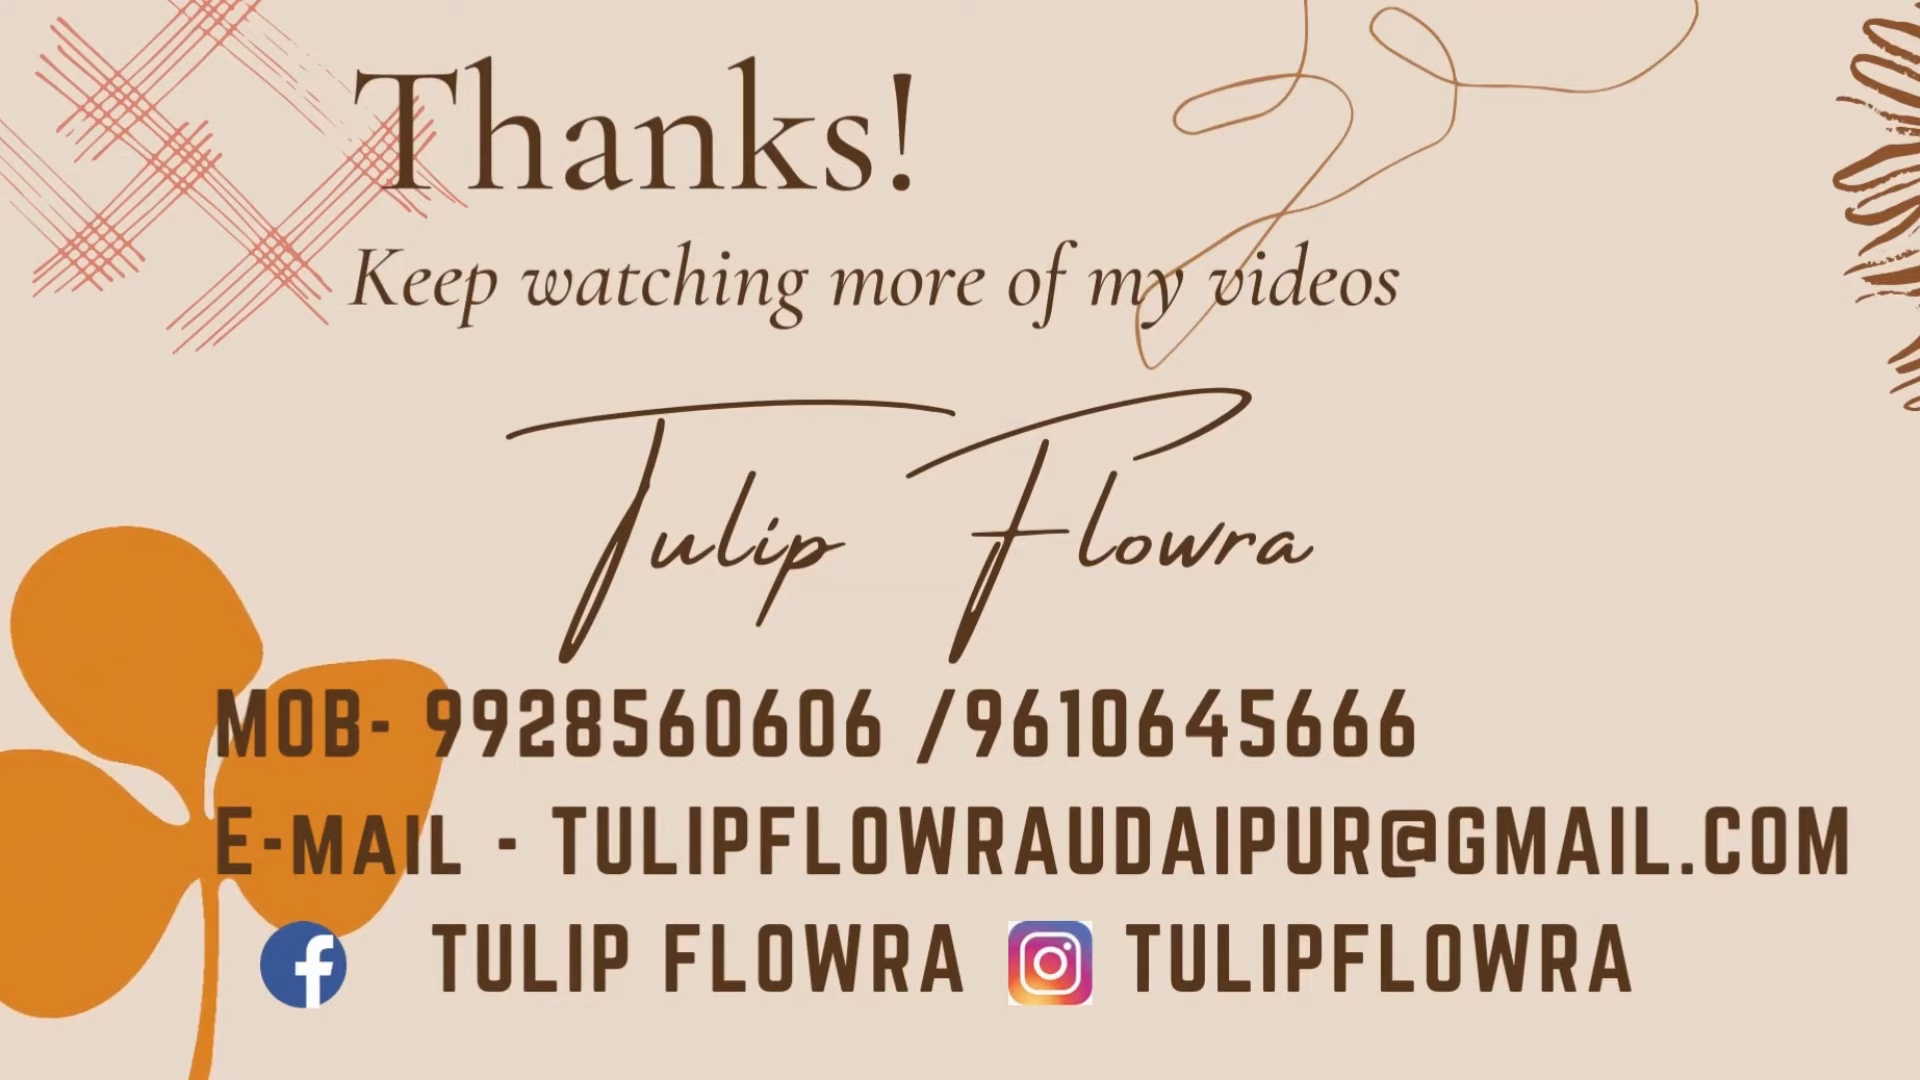 Thanks!
Keep watching more of my videos
Tulip Flowra
MOB- 9928560606 /9610645666
E-MAIL - TULIPFLOWRAUDAIPUR@GMAIL.COM
TULIP FLOWRA TULIPFLOWRA